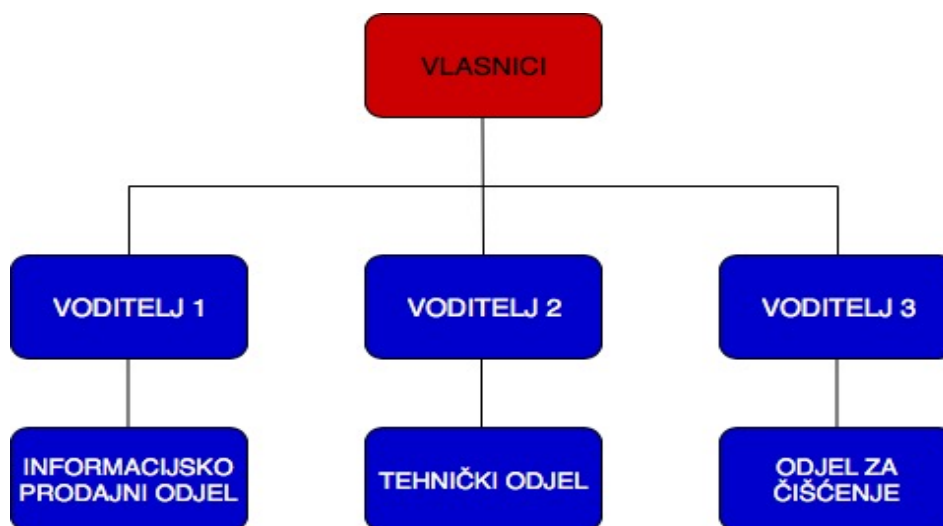 VLASNICI
VODITELJ 1
VODITELJ 2
VODITELJ 3
INFORMACIJSKO
PRODAJNI ODJEL
TEHNIČKI ODJEL
ODJEL ZA
ČIŠĆENJE